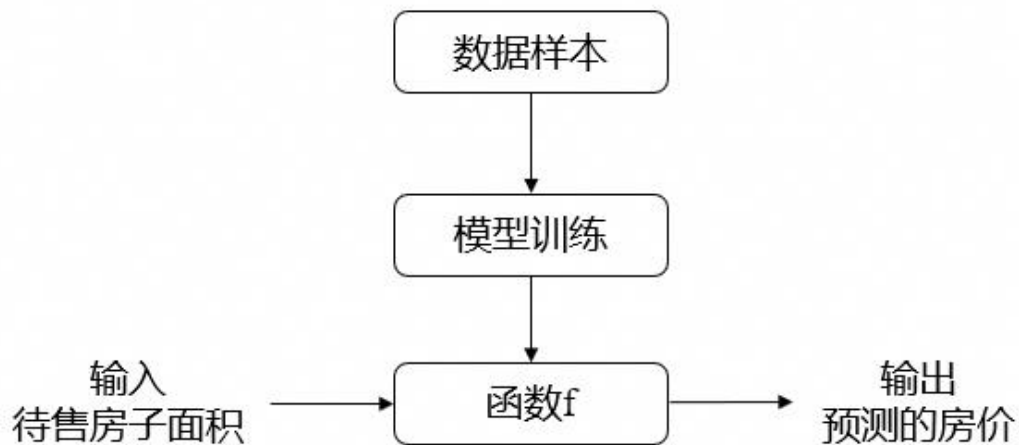 数据样本
模型训练
输入
待售房子面积
函数f
输出
预测的房价